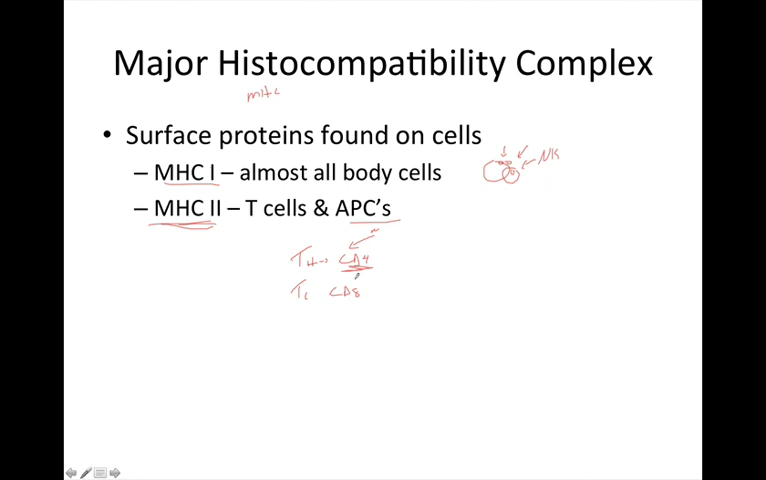 Major Histocompatibility Complex
MHC
• Surface proteins found on cells
– MHC I – almost all body cells
NK
– MHC II – T cells & APC's
TH→ CD4
TC CD8